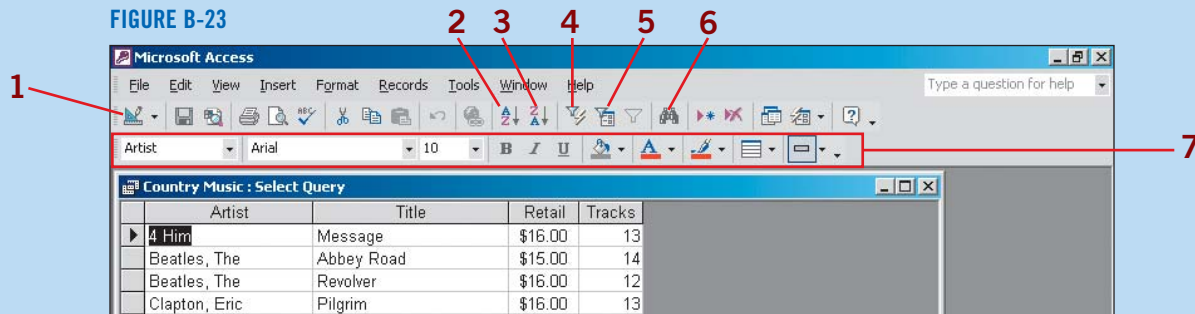 FIGURE B-23
2 3 4 5 6
Microsoft Access
1
File Edit View Insert Format Records Tools Window Help Type a question for help
Artist Arial 10 B I U A
7
Country Music : Select Query
Artist Title Retail Tracks
4 Him Message $16.00 13
Beatles, The Abbey Road $15.00 14
Beatles, The Revolver $16.00 12
Clapton, Eric Pilgrim $16.00 13